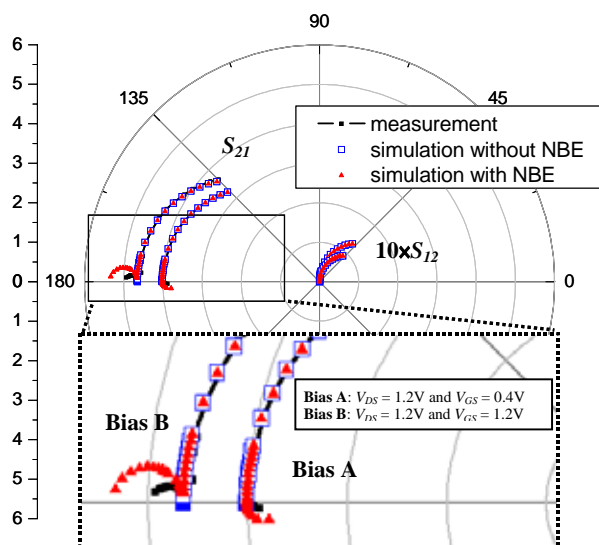 6
5
4
3
2
1
0
1
2
3
4
5
6
90
135
45
180
0
S21
measurement
simulation without NBE
simulation with NBE
10×S12
Bias A: VDS = 1.2V and VGS = 0.4V
Bias B: VDS = 1.2V and VGS = 1.2V
Bias B
Bias A